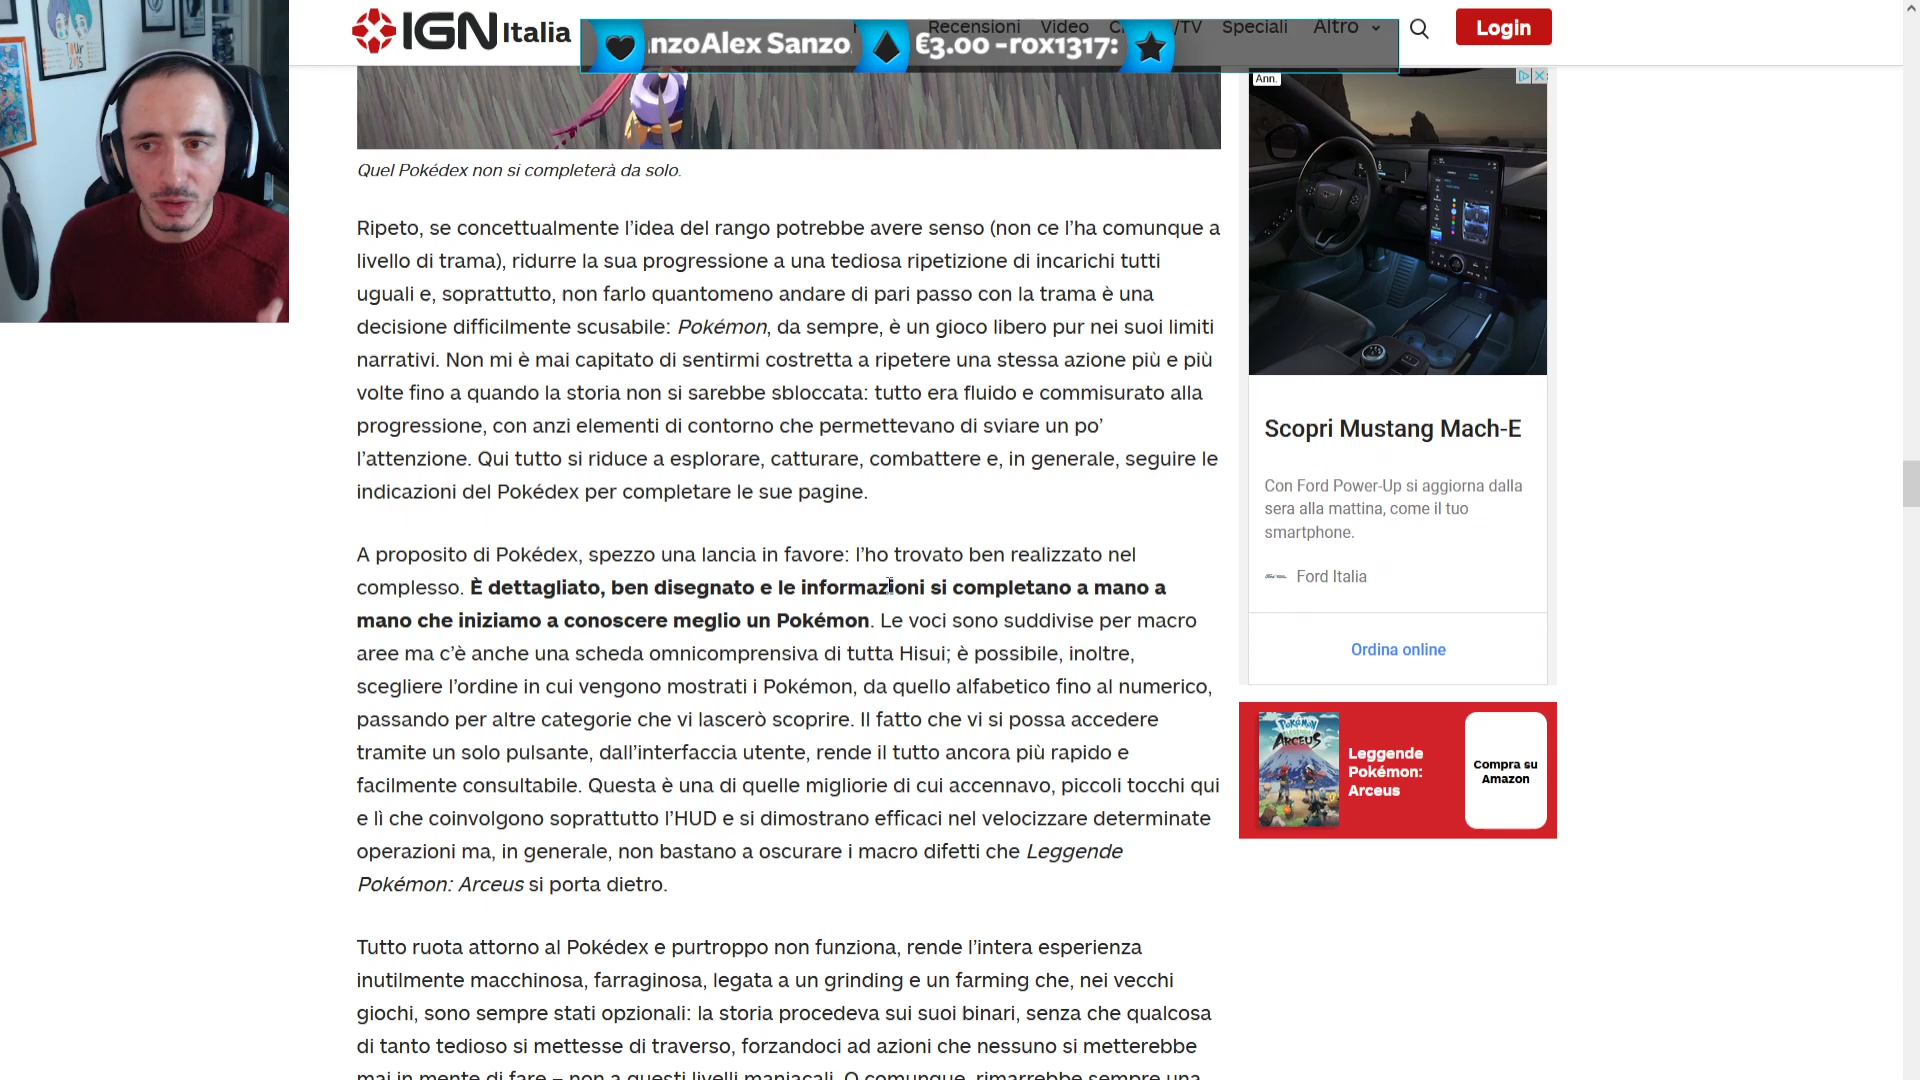 IGN Italia
Recensioni Video
/TV Speciali Altro
Login
nzoAlex Sanzo
€3.00 -rox1317:
TOUR
2015
Quel Pokédex non si completerà da solo.
Ripeto, se concettualmente l’idea del rango potrebbe avere senso (non ce l’ha comunque a
livello di trama), ridurre la sua progressione a una tediosa ripetizione di incarichi tutti
uguali e, soprattutto, non farlo quantomeno andare di pari passo con la trama è una
decisione difficilmente scusabile: Pokémon, da sempre, è un gioco libero pur nei suoi limiti
narrativi. Non mi è mai capitato di sentirmi costretta a ripetere una stessa azione più e più
volte fino a quando la storia non si sarebbe sbloccata: tutto era fluido e commisurato alla
progressione, con anzi elementi di contorno che permettevano di sviare un po’
l’attenzione. Qui tutto si riduce a esplorare, catturare, combattere e, in generale, seguire le
indicazioni del Pokédex per completare le sue pagine.
A proposito di Pokédex, spezzo una lancia in favore: l’ho trovato ben realizzato nel
complesso. È dettagliato, ben disegnato e le informazioni si completano a mano a
mano che iniziamo a conoscere meglio un Pokémon. Le voci sono suddivise per macro
aree ma c’è anche una scheda omnicomprensiva di tutta Hisui; è possibile, inoltre,
scegliere l’ordine in cui vengono mostrati i Pokémon, da quello alfabetico fino al numerico,
passando per altre categorie che vi lascerò scoprire. Il fatto che vi si possa accedere
tramite un solo pulsante, dall’interfaccia utente, rende il tutto ancora più rapido e
facilmente consultabile. Questa è una di quelle migliorie di cui accennavo, piccoli tocchi qui
e lì che coinvolgono soprattutto l’HUD e si dimostrano efficaci nel velocizzare determinate
operazioni ma, in generale, non bastano a oscurare i macro difetti che Leggende
Pokémon: Arceus si porta dietro.
Tutto ruota attorno al Pokédex e purtroppo non funziona, rende l’intera esperienza
inutilmente macchinosa, farraginosa, legata a un grinding e un farming che, nei vecchi
giochi, sono sempre stati opzionali: la storia procedeva sui suoi binari, senza che qualcosa
di tanto tedioso si mettesse di traverso, forzandoci ad azioni che nessuno si metterebbe
mai in mente di fare – non a questi livelli maniacali. O comunque, rimarrebbe sempre una
Ann.
Scopri Mustang Mach-E
Con Ford Power-Up si aggiorna dalla
sera alla mattina, come il tuo
smartphone.
Ford Italia
Ordina online
POKÉMON
ARCEUS
Leggende
Pokémon:
Arceus
Compra su
Amazon